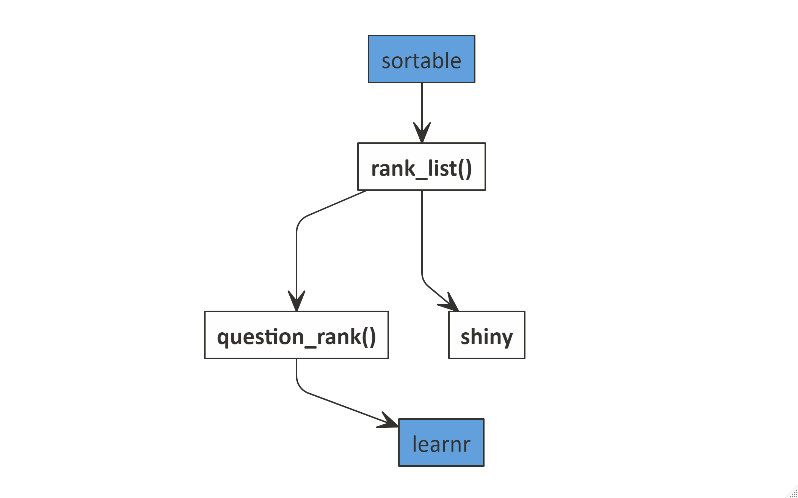 sortable
rank_list()
question_rank()
shiny
learnr